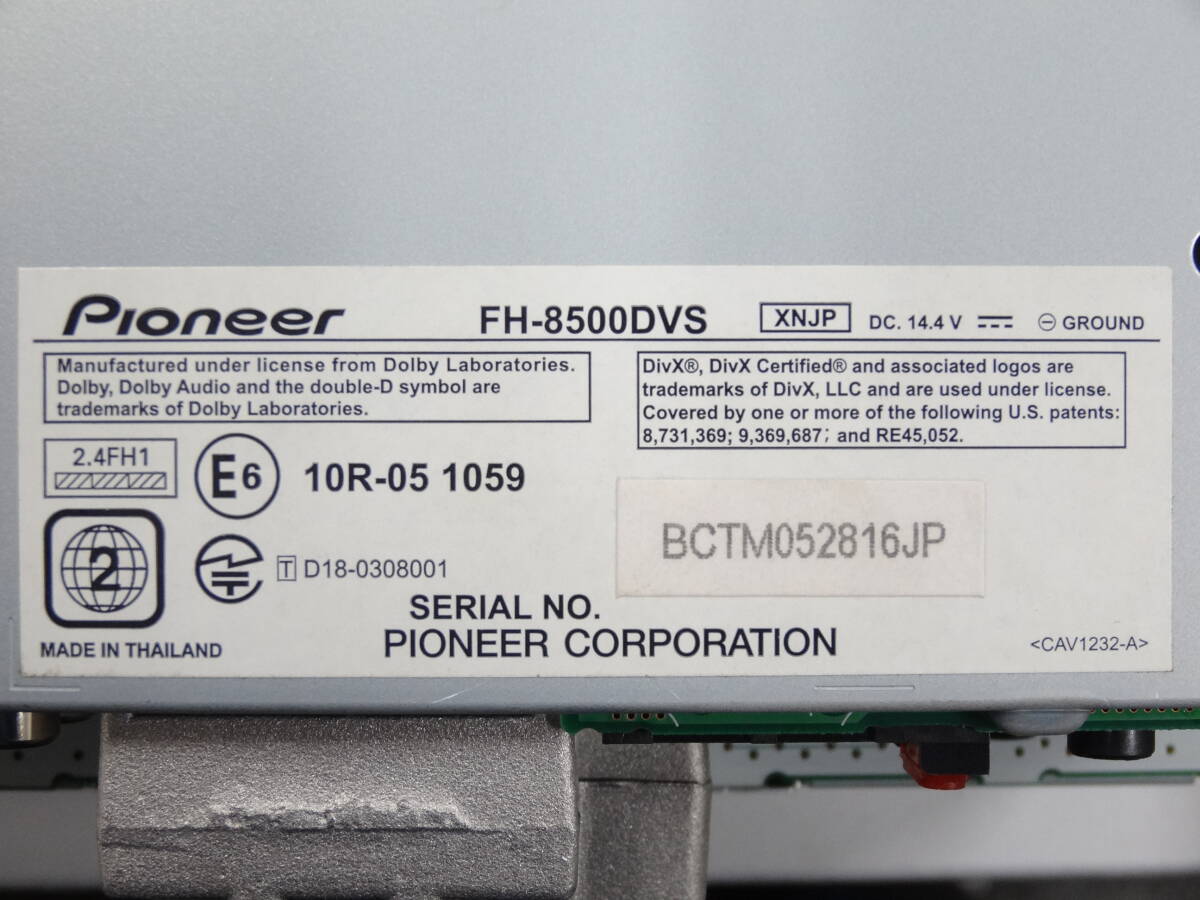 Pioneer FH-8500DVS XNJP DC. 14.4 V ⊖ GROUND
Manufactured under license from Dolby Laboratories.
Dolby, Dolby Audio and the double-D symbol are
trademarks of Dolby Laboratories.
DivX®, DivX Certified® and associated logos are
trademarks of DivX, LLC and are used under license.
Covered by one or more of the following U.S. patents:
8,731,369; 9,369,687; and RE45,052.
2.4FH1
E6 10R-05 1059
BCTM052816JP
2
T D18-0308001
SERIAL NO.
MADE IN THAILAND PIONEER CORPORATION <CAV1232-A>